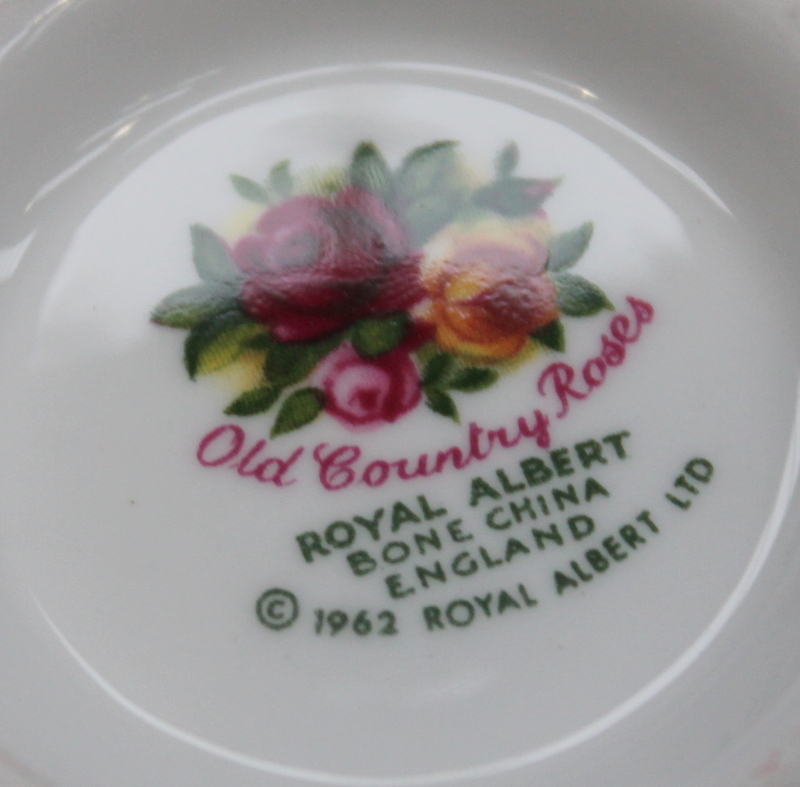 Old Country Roses
ROYAL ALBERT
BONE CHINA
ENGLAND
© 1962 ROYAL ALBERT LTD